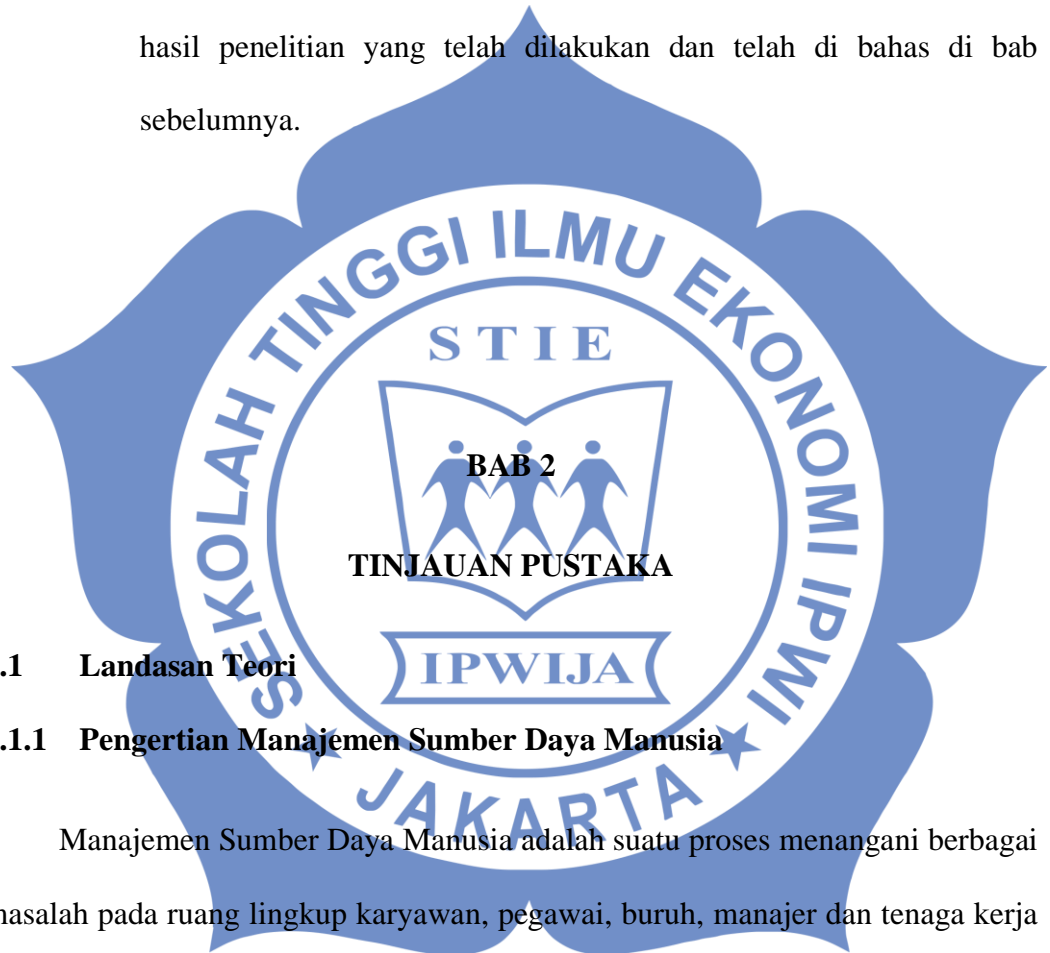 hasil penelitian yang telah dilakukan dan telah di bahas di bab
sebelumnya.
SEKOLAH TINGGI ILMU EKONOMI IPWI
STIE
BAB 2
TINJAUAN PUSTAKA
IPWIJA
.1 Landasan Teori
.1.1 Pengertian Manajemen Sumber Daya Manusia
★ JAKARTA ★
Manajemen Sumber Daya Manusia adalah suatu proses menangani berbagai
masalah pada ruang lingkup karyawan, pegawai, buruh, manajer dan tenaga kerja